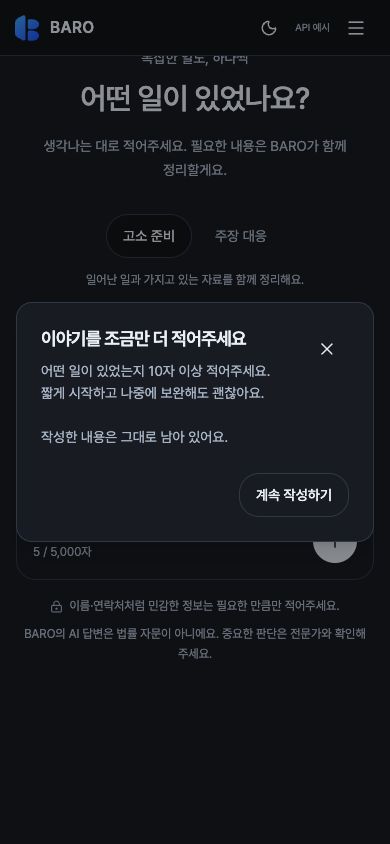 BARO
API 예시
복잡한 일도, 하나씩
어떤 일이 있었나요?
생각나는 대로 적어주세요. 필요한 내용은 BARO가 함께
정리할게요.
고소 준비
주장 대응
일어난 일과 가지고 있는 자료를 함께 정리해요.
이야기를 조금만 더 적어주세요
어떤 일이 있었는지 10자 이상 적어주세요.
짧게 시작하고 나중에 보완해도 괜찮아요.
작성한 내용은 그대로 남아 있어요.
계속 작성하기
5 / 5,000자
이름·연락처처럼 민감한 정보는 필요한 만큼만 적어주세요.
BARO의 AI 답변은 법률 자문이 아니에요. 중요한 판단은 전문가와 확인해
주세요.